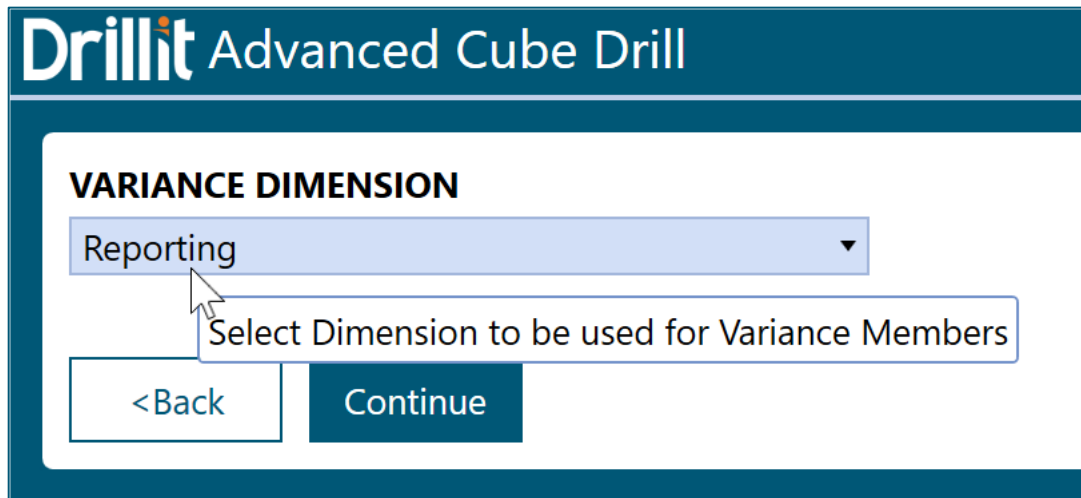 Drillit Advanced Cube Drill
VARIANCE DIMENSION
Reporting
Select Dimension to be used for Variance Members
<Back
Continue